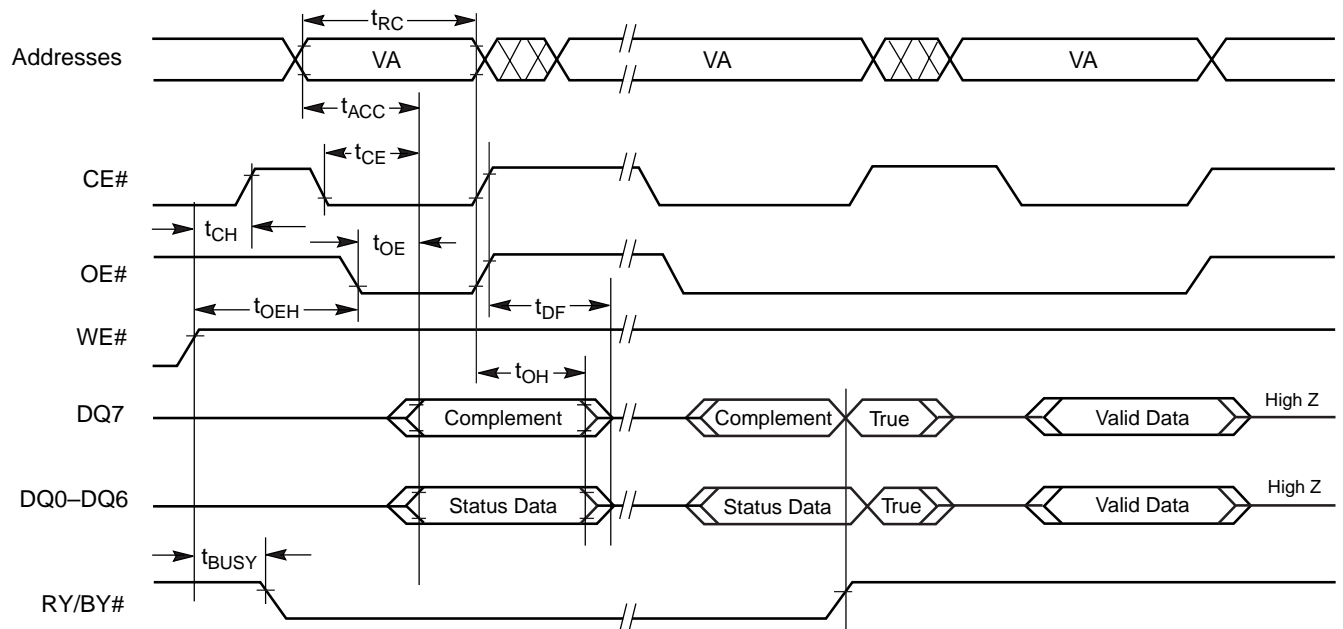 tRC
Addresses VA VA VA
tACC
tCE
CE#
tCH tOE
OE#
tOEH tDF
WE#
tOH
DQ7 Complement Complement True Valid Data High Z
DQ0–DQ6 Status Data Status Data True Valid Data High Z
tBUSY
RY/BY#